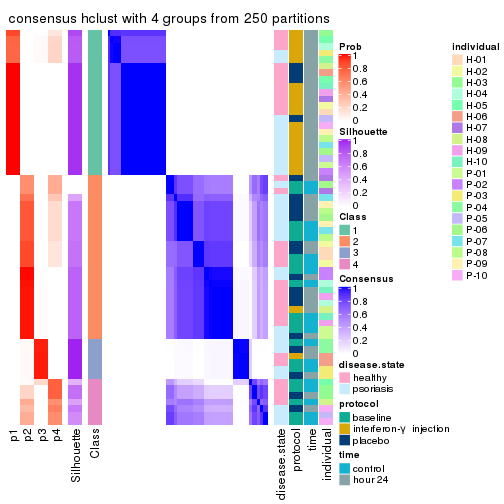 consensus hclust with 4 groups from 250 partitions
Prob
1
0.8
0.6
0.4
0.2
0
Silhouette
1
0.8
0.6
0.4
0.2
0
Class
1
2
3
4
Consensus
1
0.8
0.6
0.4
0.2
0
disease.state
healthy
psoriasis
protocol
baseline
interferon-γ injection
placebo
time
control
hour 24
individual
H-01
H-02
H-03
H-04
H-05
H-06
H-07
H-08
H-09
H-10
P-01
P-02
P-03
P-04
P-05
P-06
P-07
P-08
P-09
P-10
p1
p2
p3
p4
Silhouette
Class
disease.state
protocol
time
individual